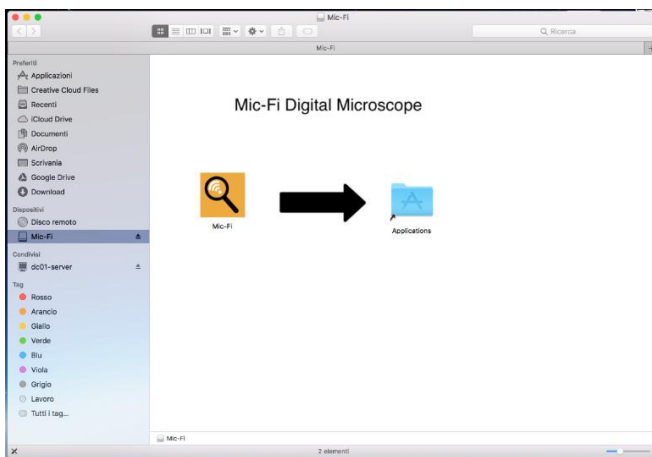 Mic-Fi
Q Ricerca
Mic-Fi
Preferiti
Applicazioni
Creative Cloud Files
Recenti
iCloud Drive
Documenti
AirDrop
Scrivania
Google Drive
Download
Dispositivi
Disco remoto
Mic-Fi
Condivisi
dc01-server
Tag
Rosso
Arancio
Giallo
Verde
Blu
Viola
Grigio
Lavoro
Tutti i tag...
Mic-Fi Digital Microscope
Mic-Fi
Applications
Mic-Fi
2 elementi